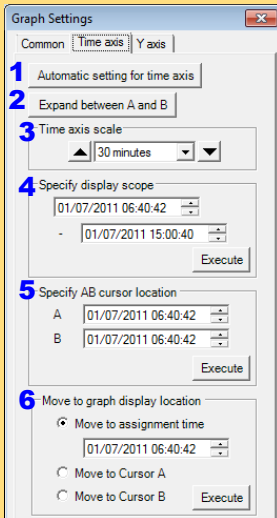 Graph Settings
Common Time axis Y axis
1 Automatic setting for time axis
2 Expand between A and B
3 Time axis scale
30 minutes
4 Specify display scope
01/07/2011 06:40:42
- 01/07/2011 15:00:40
Execute
5 Specify AB cursor location
A 01/07/2011 06:40:42
B 01/07/2011 06:40:42
Execute
6 Move to graph display location
Move to assignment time
01/07/2011 06:40:42
Move to Cursor A
Move to Cursor B Execute